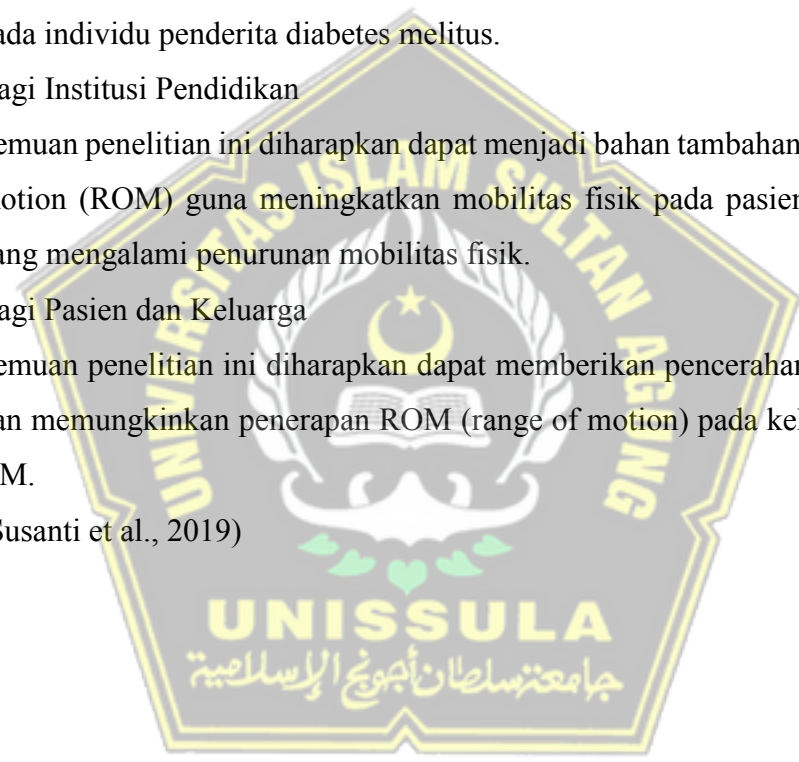 ada individu penderita diabetes melitus.
agi Institusi Pendidikan
emuan penelitian ini diharapkan dapat menjadi bahan tambahan
otion (ROM) guna meningkatkan mobilitas fisik pada pasien
ang mengalami penurunan mobilitas fisik.
agi Pasien dan Keluarga
emuan penelitian ini diharapkan dapat memberikan pencerahan
an memungkinkan penerapan ROM (range of motion) pada kel
M.
Susanti et al., 2019)
UNIVERSITAS ISLAM SULTAN AGUNG
UNISSULA
جامعة سلطان أجونج الإسلامية